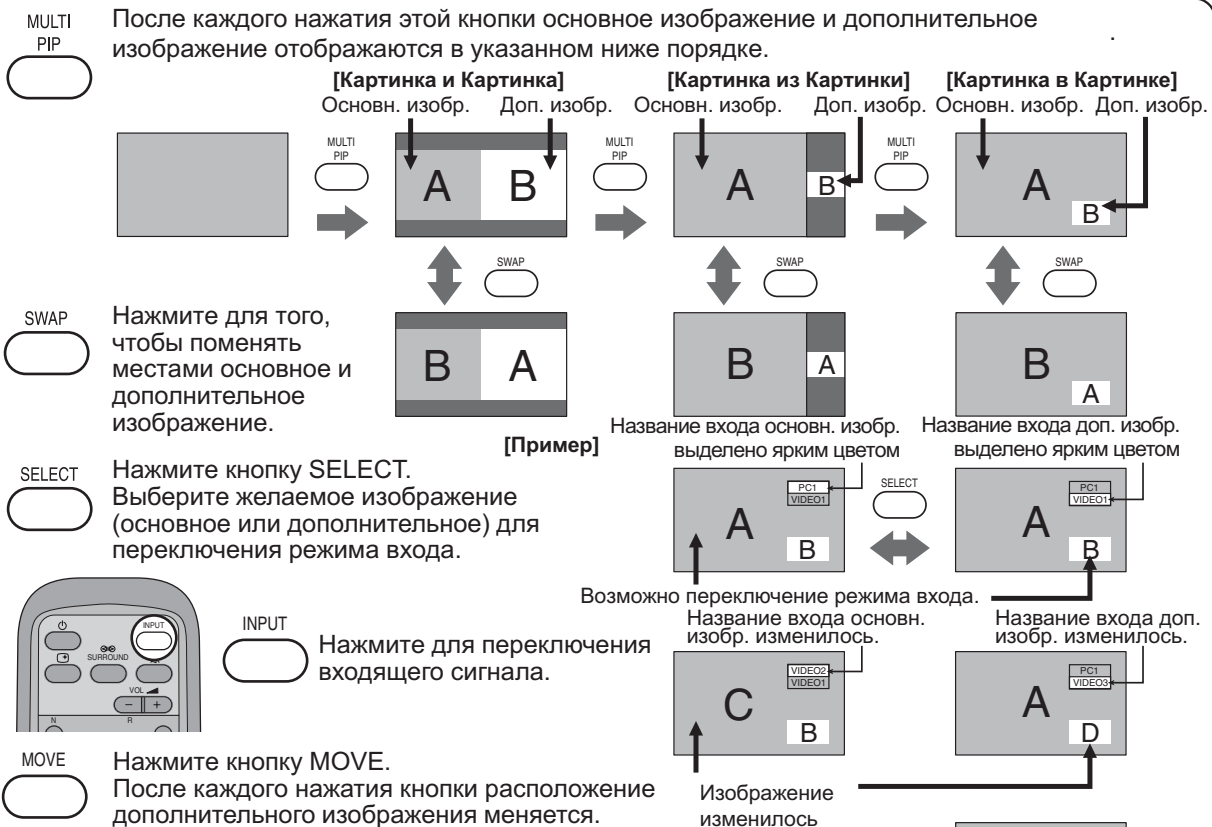 MULTI
PIP
После каждого нажатия этой кнопки основное изображение и дополнительное
изображение отображаются в указанном ниже порядке.
[Картинка и Картинка]
[Картинка из Картинки]
[Картинка в Картинке]
Основн. изобр.
Доп. изобр.
Основн. изобр.
Доп. изобр.
Основн. изобр.
Доп. изобр.
MULTI
PIP
A
B
MULTI
PIP
A
B
MULTI
PIP
A
B
SWAP
SWAP
SWAP
SWAP
Нажмите для того,
чтобы поменять
местами основное и
дополнительное
изображение.
B
A
B
A
B
A
[Пример]
Название входа основн. изобр.
выделено ярким цветом
Название входа доп. изобр.
выделено ярким цветом
SELECT
Нажмите кнопку SELECT.
Выберите желаемое изображение
(основное или дополнительное) для
переключения режима входа.
PC1
VIDEO1
A
B
SELECT
PC1
VIDEO1
A
B
Возможно переключение режима входа.
INPUT
SURROUND
VOL
− +
N
R
INPUT
Нажмите для переключения
входящего сигнала.
Название входа основн.
изобр. изменилось.
Название входа доп.
изобр. изменилось.
VIDEO2
VIDEO1
C
B
PC1
VIDEO3
A
D
MOVE
Нажмите кнопку MOVE.
После каждого нажатия кнопки расположение
дополнительного изображения меняется.
Изображение
изменилось